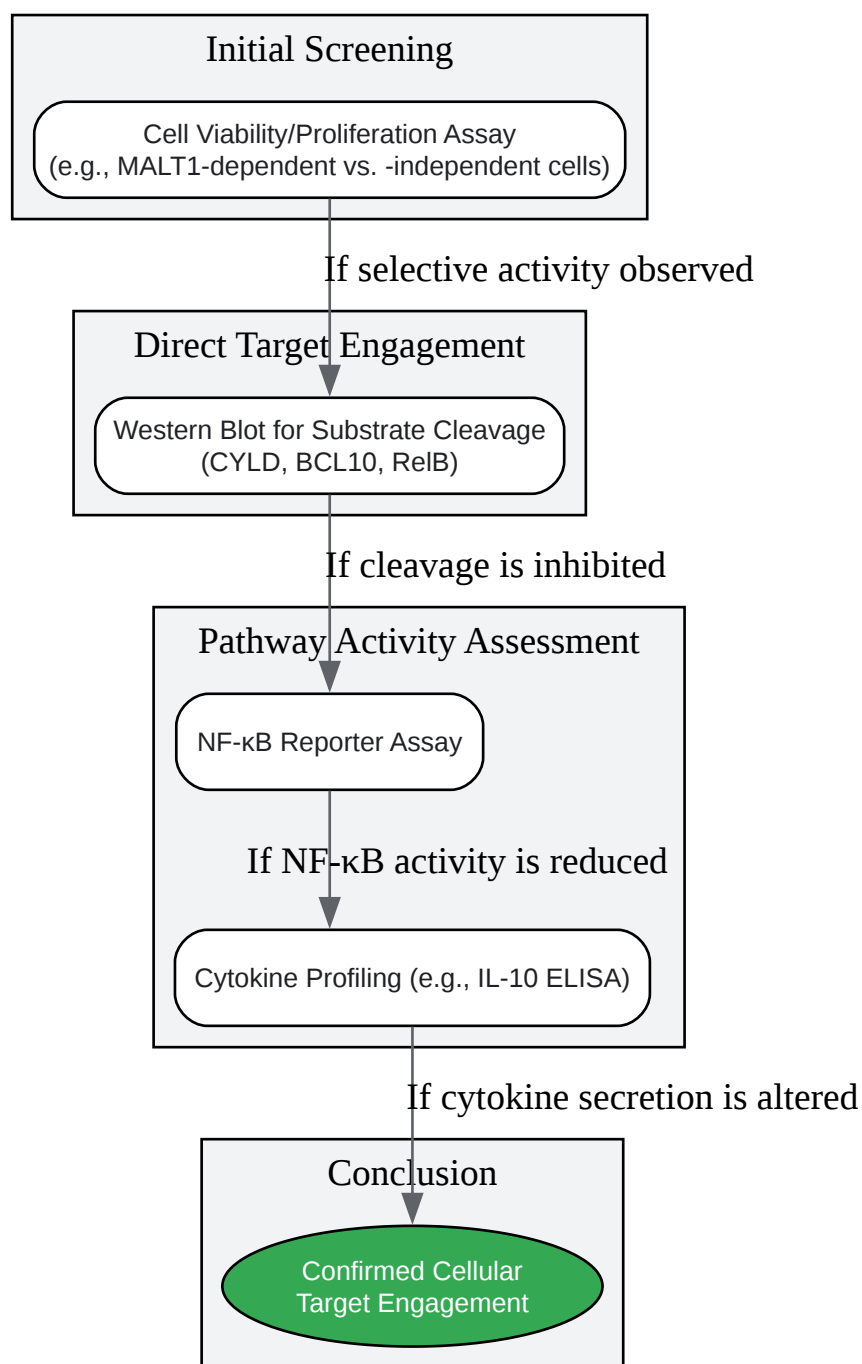 Initial Screening
Cell Viability/Proliferation Assay
(e.g., MALT1-dependent vs. -independent cells)
If selective activity observed
Direct Target Engagement
Western Blot for Substrate Cleavage
(CYLD, BCL10, RelB)
If cleavage is inhibited
Pathway Activity Assessment
NF-κB Reporter Assay
If NF-κB activity is reduced
Cytokine Profiling (e.g., IL-10 ELISA)
If cytokine secretion is altered
Conclusion
Confirmed Cellular
Target Engagement